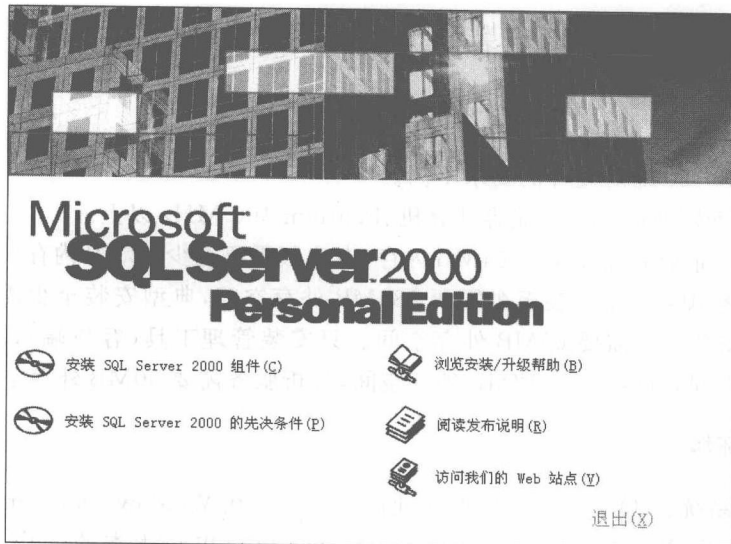 Microsoft
SQL Server 2000
Personal Edition
安装 SQL Server 2000 组件(C)
安装 SQL Server 2000 的先决条件(P)
浏览安装/升级帮助(B)
阅读发布说明(R)
访问我们的 Web 站点(V)
退出(X)